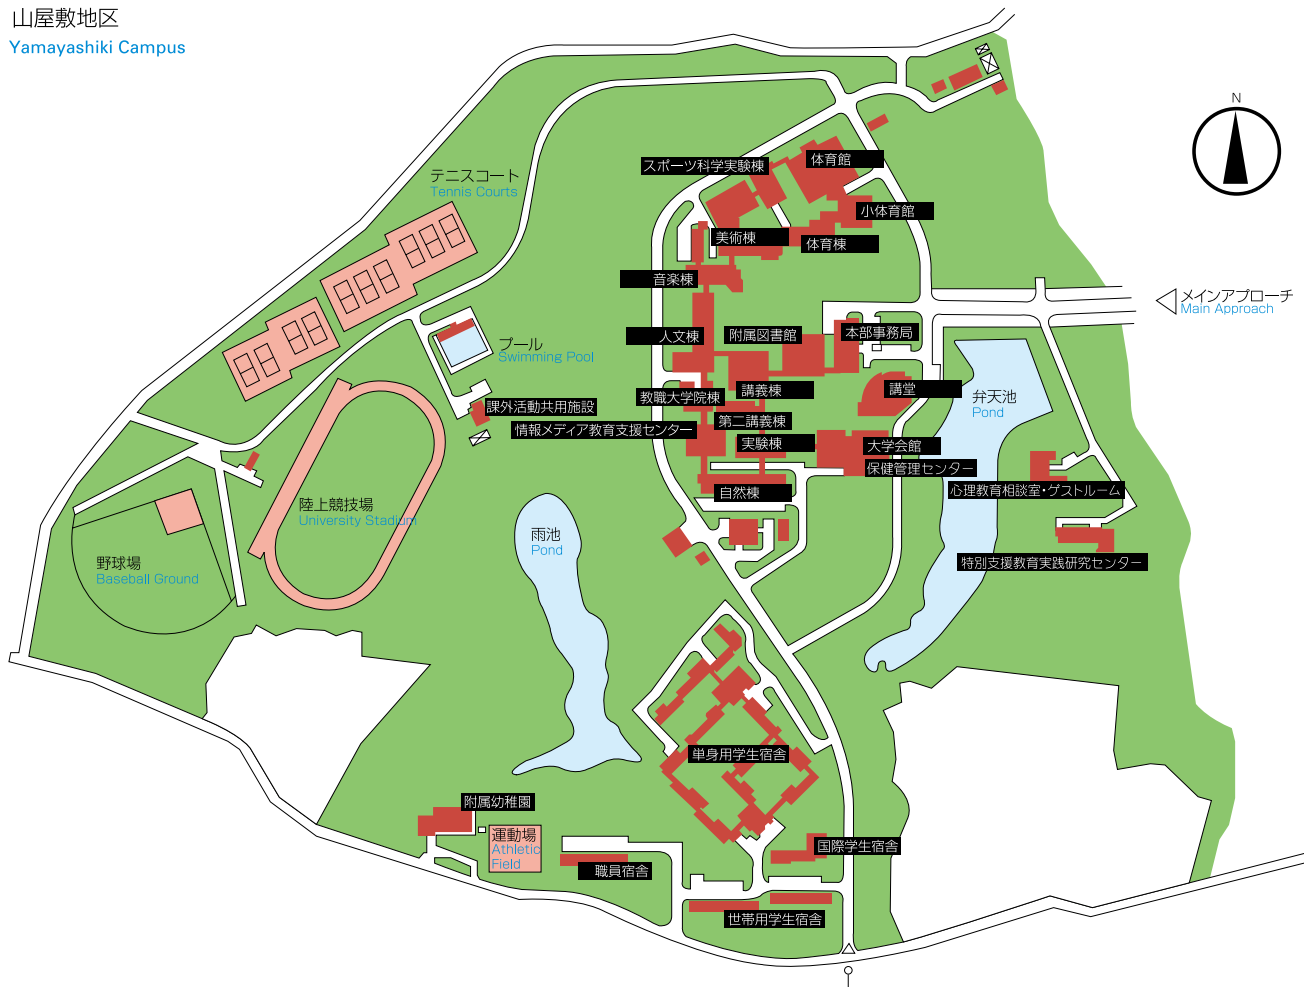 山屋敷地区
Yamayashiki Campus
N
テニスコート
Tennis Courts
スポーツ科学実験棟
体育館
小体育館
美術棟
体育棟
音楽棟
メインアプローチ
Main Approach
人文棟
附属図書館
本部事務局
プール
Swimming Pool
講義棟
講堂
弁天池
Pond
教職大学院棟
課外活動共用施設
第二講義棟
情報メディア教育支援センター
実験棟
大学会館
保健管理センター
自然棟
心理教育相談室・ゲストルーム
陸上競技場
University Stadium
雨池
Pond
野球場
Baseball Ground
特別支援教育実践研究センター
単身用学生宿舎
附属幼稚園
運動場
Athletic
Field
国際学生宿舎
職員宿舎
世帯用学生宿舎